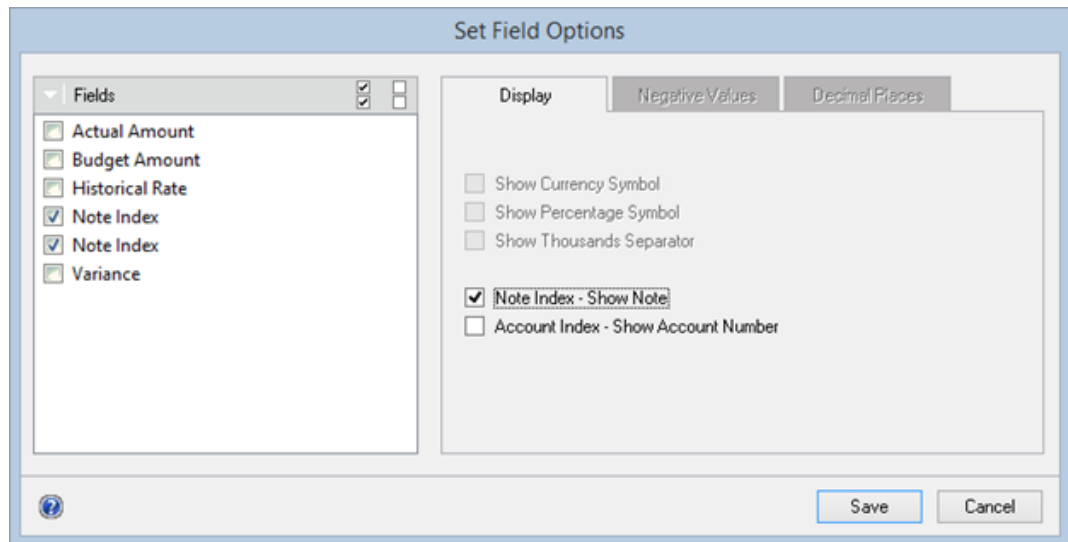 Set Field Options
Fields
Actual Amount
Budget Amount
Historical Rate
Note Index
Note Index
Variance
Display
Negative Values
Decimal Places
Show Currency Symbol
Show Percentage Symbol
Show Thousands Separator
Note Index - Show Note
Account Index - Show Account Number
?
Save
Cancel